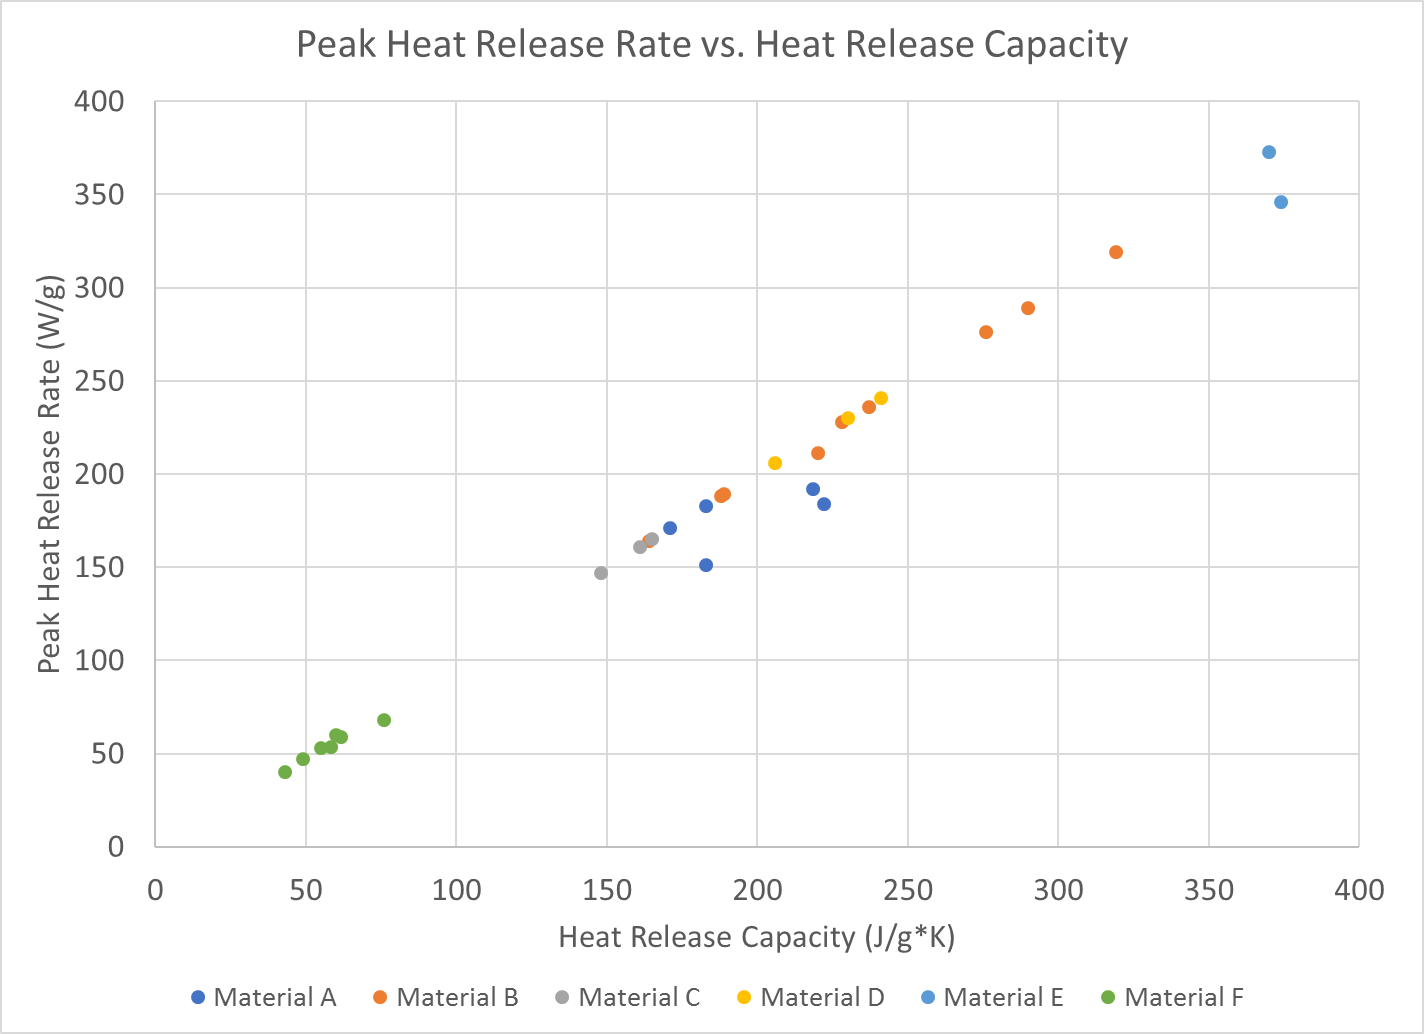 Peak Heat Release Rate vs. Heat Release Capacity
400
350
300
250
200
150
100
50
0
Peak Heat Release Rate (W/g)
0 50 100 150 200 250 300 350 400
Heat Release Capacity (J/g*K)
Material A Material B Material C Material D Material E Material F